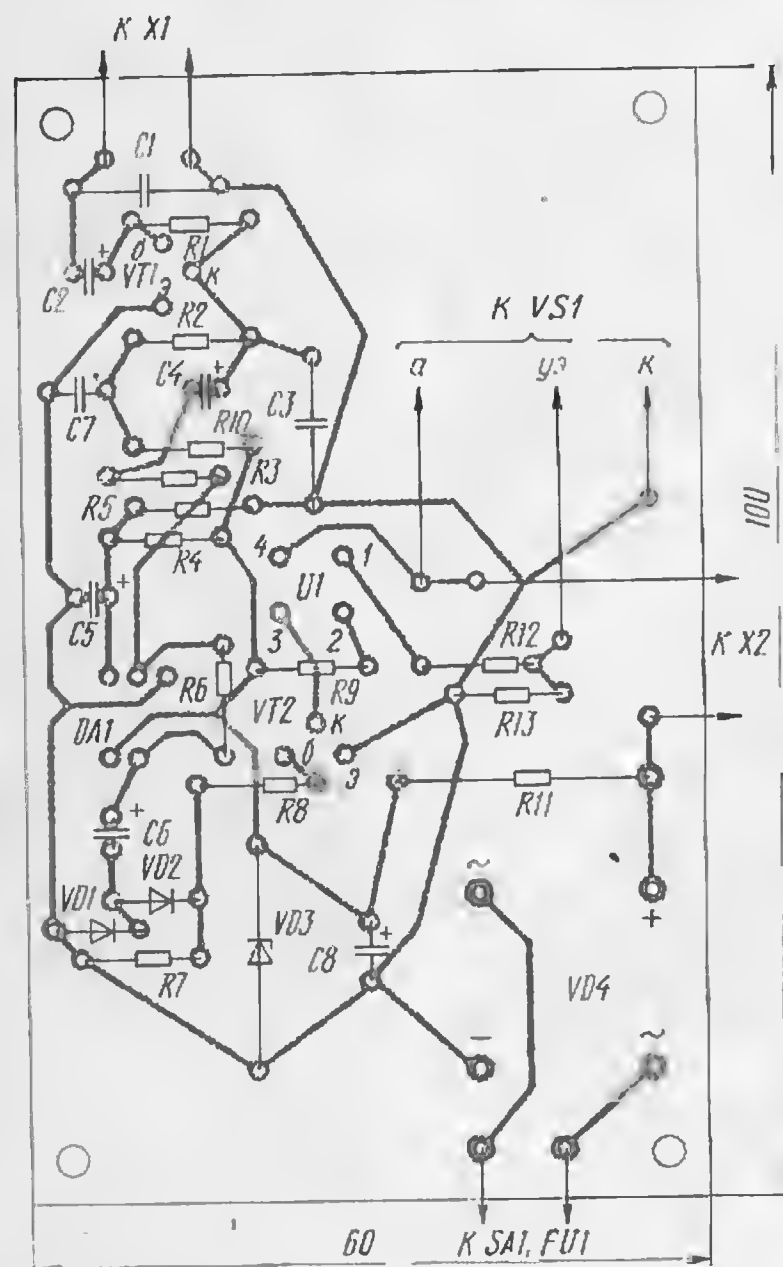 К X1
C1
R1
б
+
VT1
к
C2
э
R2
К VS1
C4
+
а
уэ
к
C7
R10
C3
R3
100
R5
R4
4
1
C5
+
U1
3
2
R12
К X2
R6
R9
DA1
VT2
к
R13
б
э
R8
R11
+
C6
VD2
~
VD1
VD3
+
+
R7
C8
VD4
−
~
60
К SA1, FU1